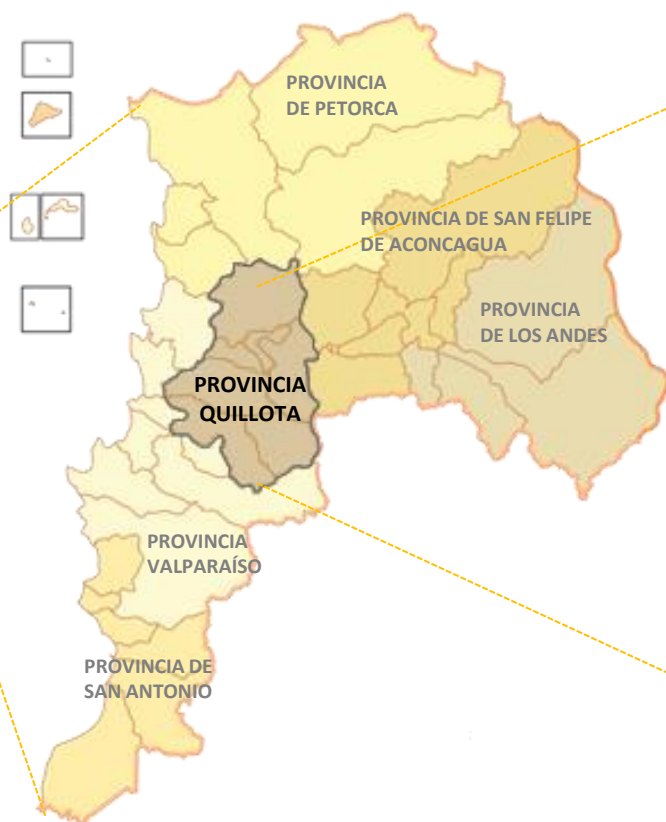 PROVINCIA
DE PETORCA
PROVINCIA DE SAN FELIPE
DE ACONCAGUA
PROVINCIA
DE LOS ANDES
PROVINCIA
QUILLOTA
PROVINCIA
VALPARAÍSO
PROVINCIA DE
SAN ANTONIO